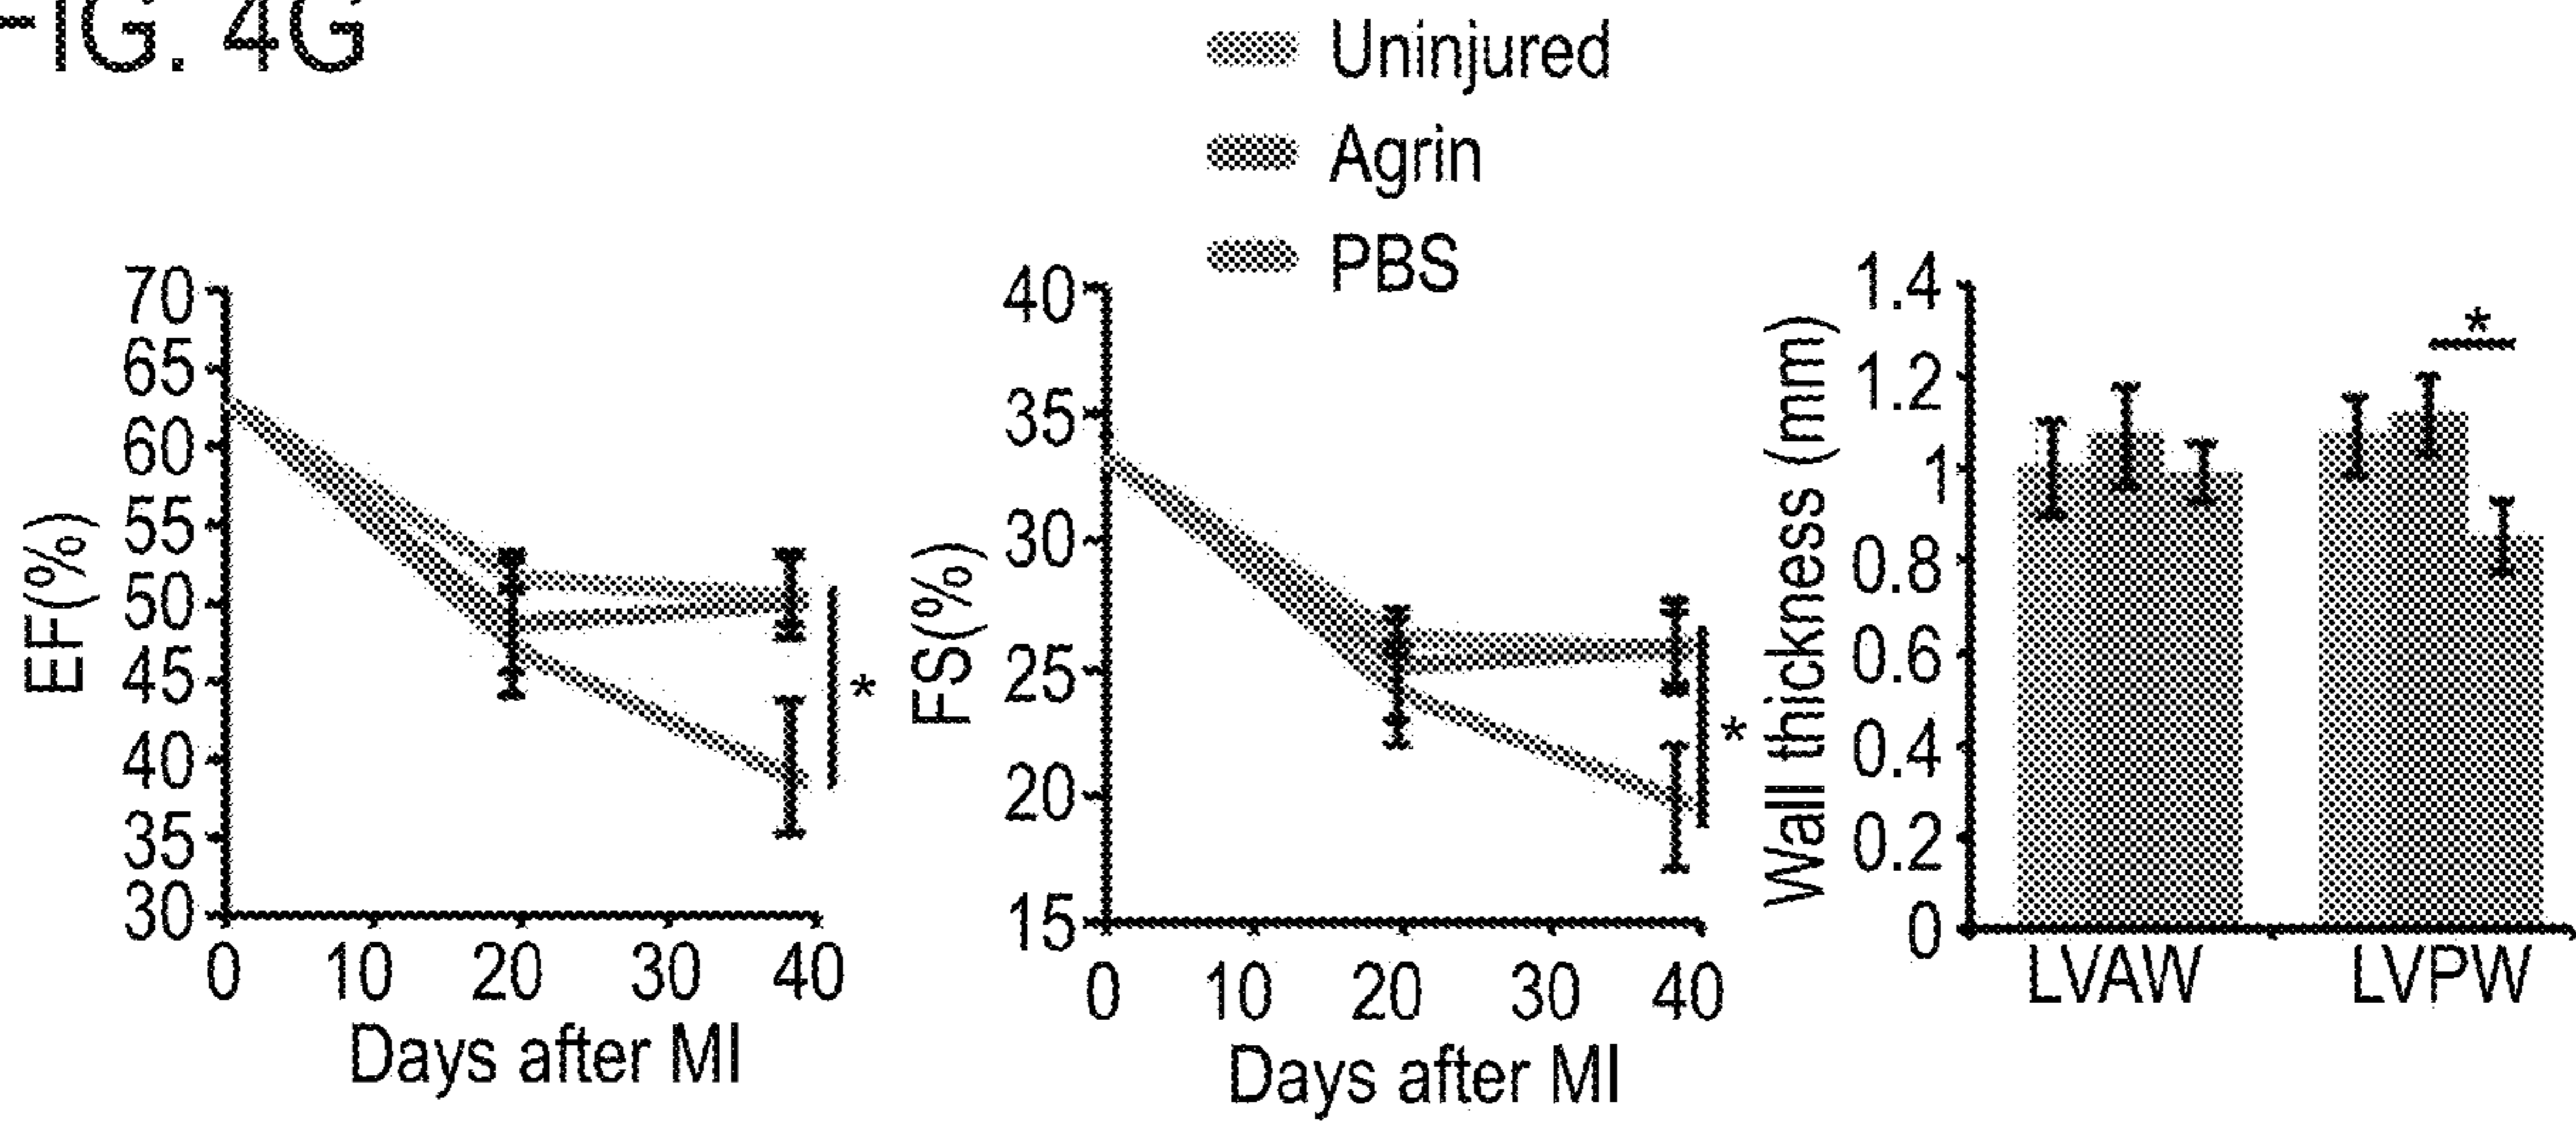 FIG. 4G
Uninjured
Agrin
PBS
EF(%)
70
65
60
55
50
45
40
35
30
0 10 20 30 40
Days after MI
*
FS(%)
40
35
30
25
20
15
0 10 20 30 40
Days after MI
*
Wall thickness (mm)
1.4
1.2
1
0.8
0.6
0.4
0.2
0
*
LVAW LVPW